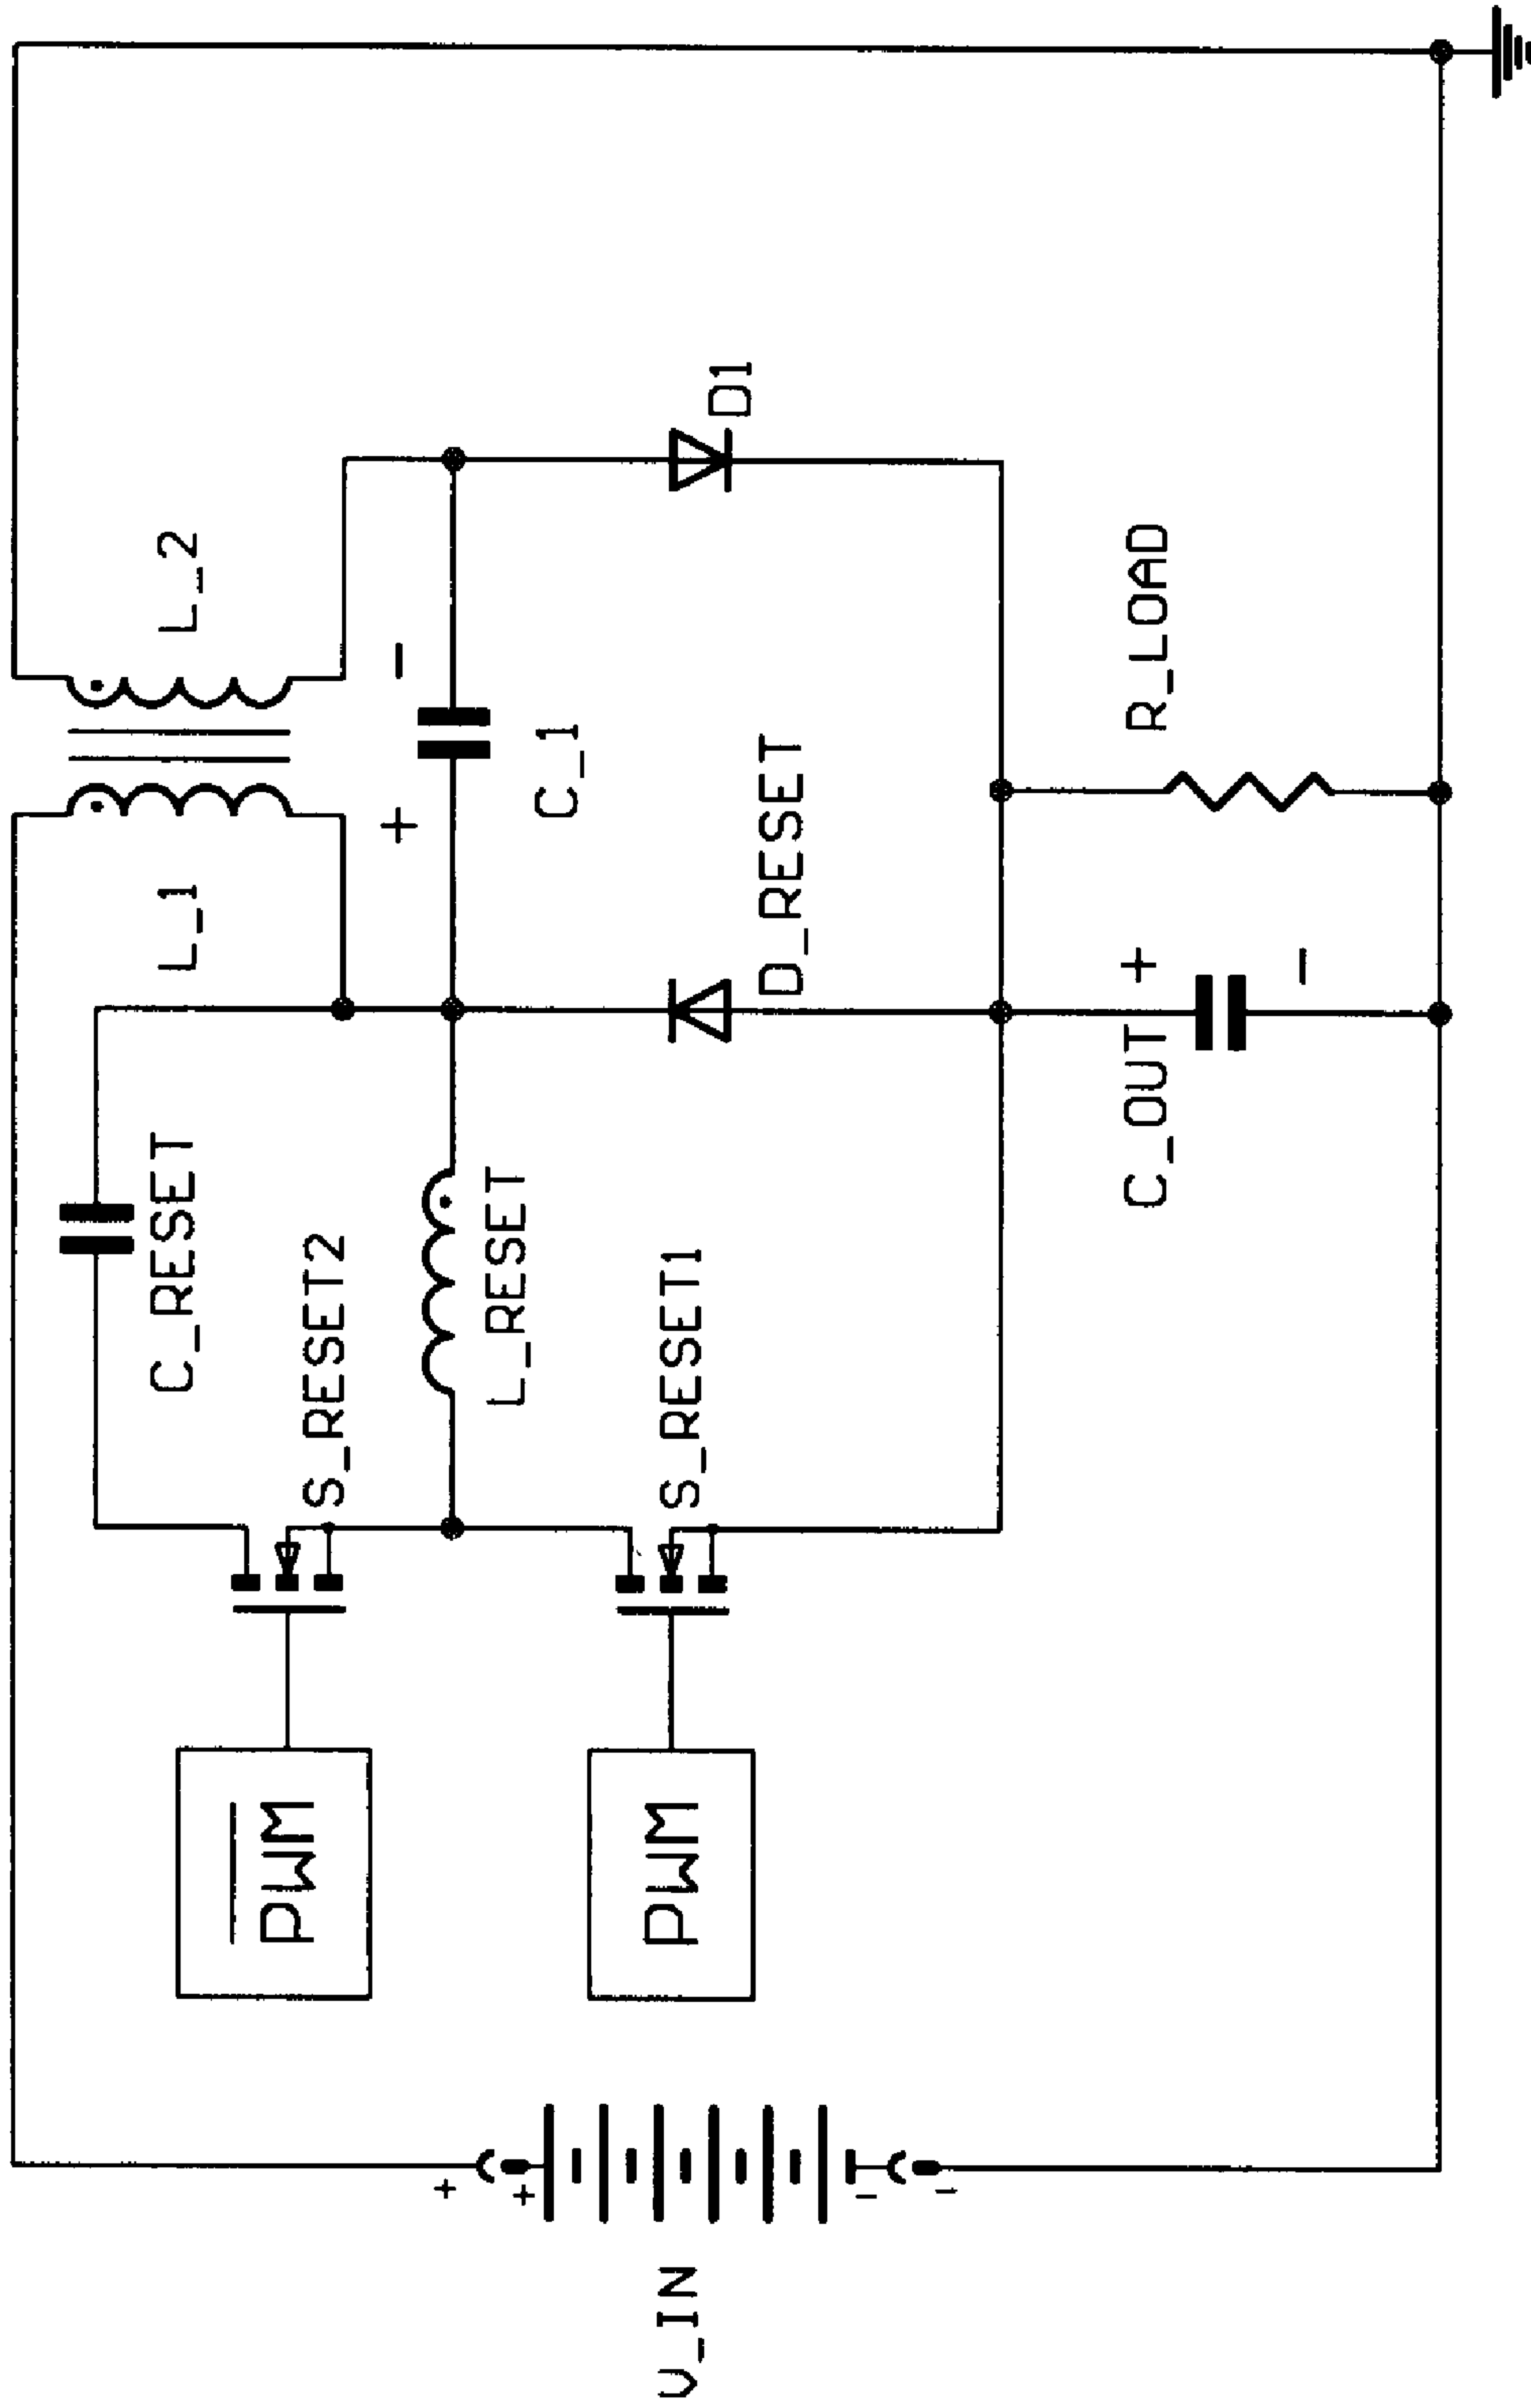 L_1
L_2
C_RESET
S_RESET2
+
-
C_1
PWM
L_RESET
+
+
V_IN
-
-
PWM
S_RESET1
D_RESET
D1
C_OUT
+
-
R_LOAD